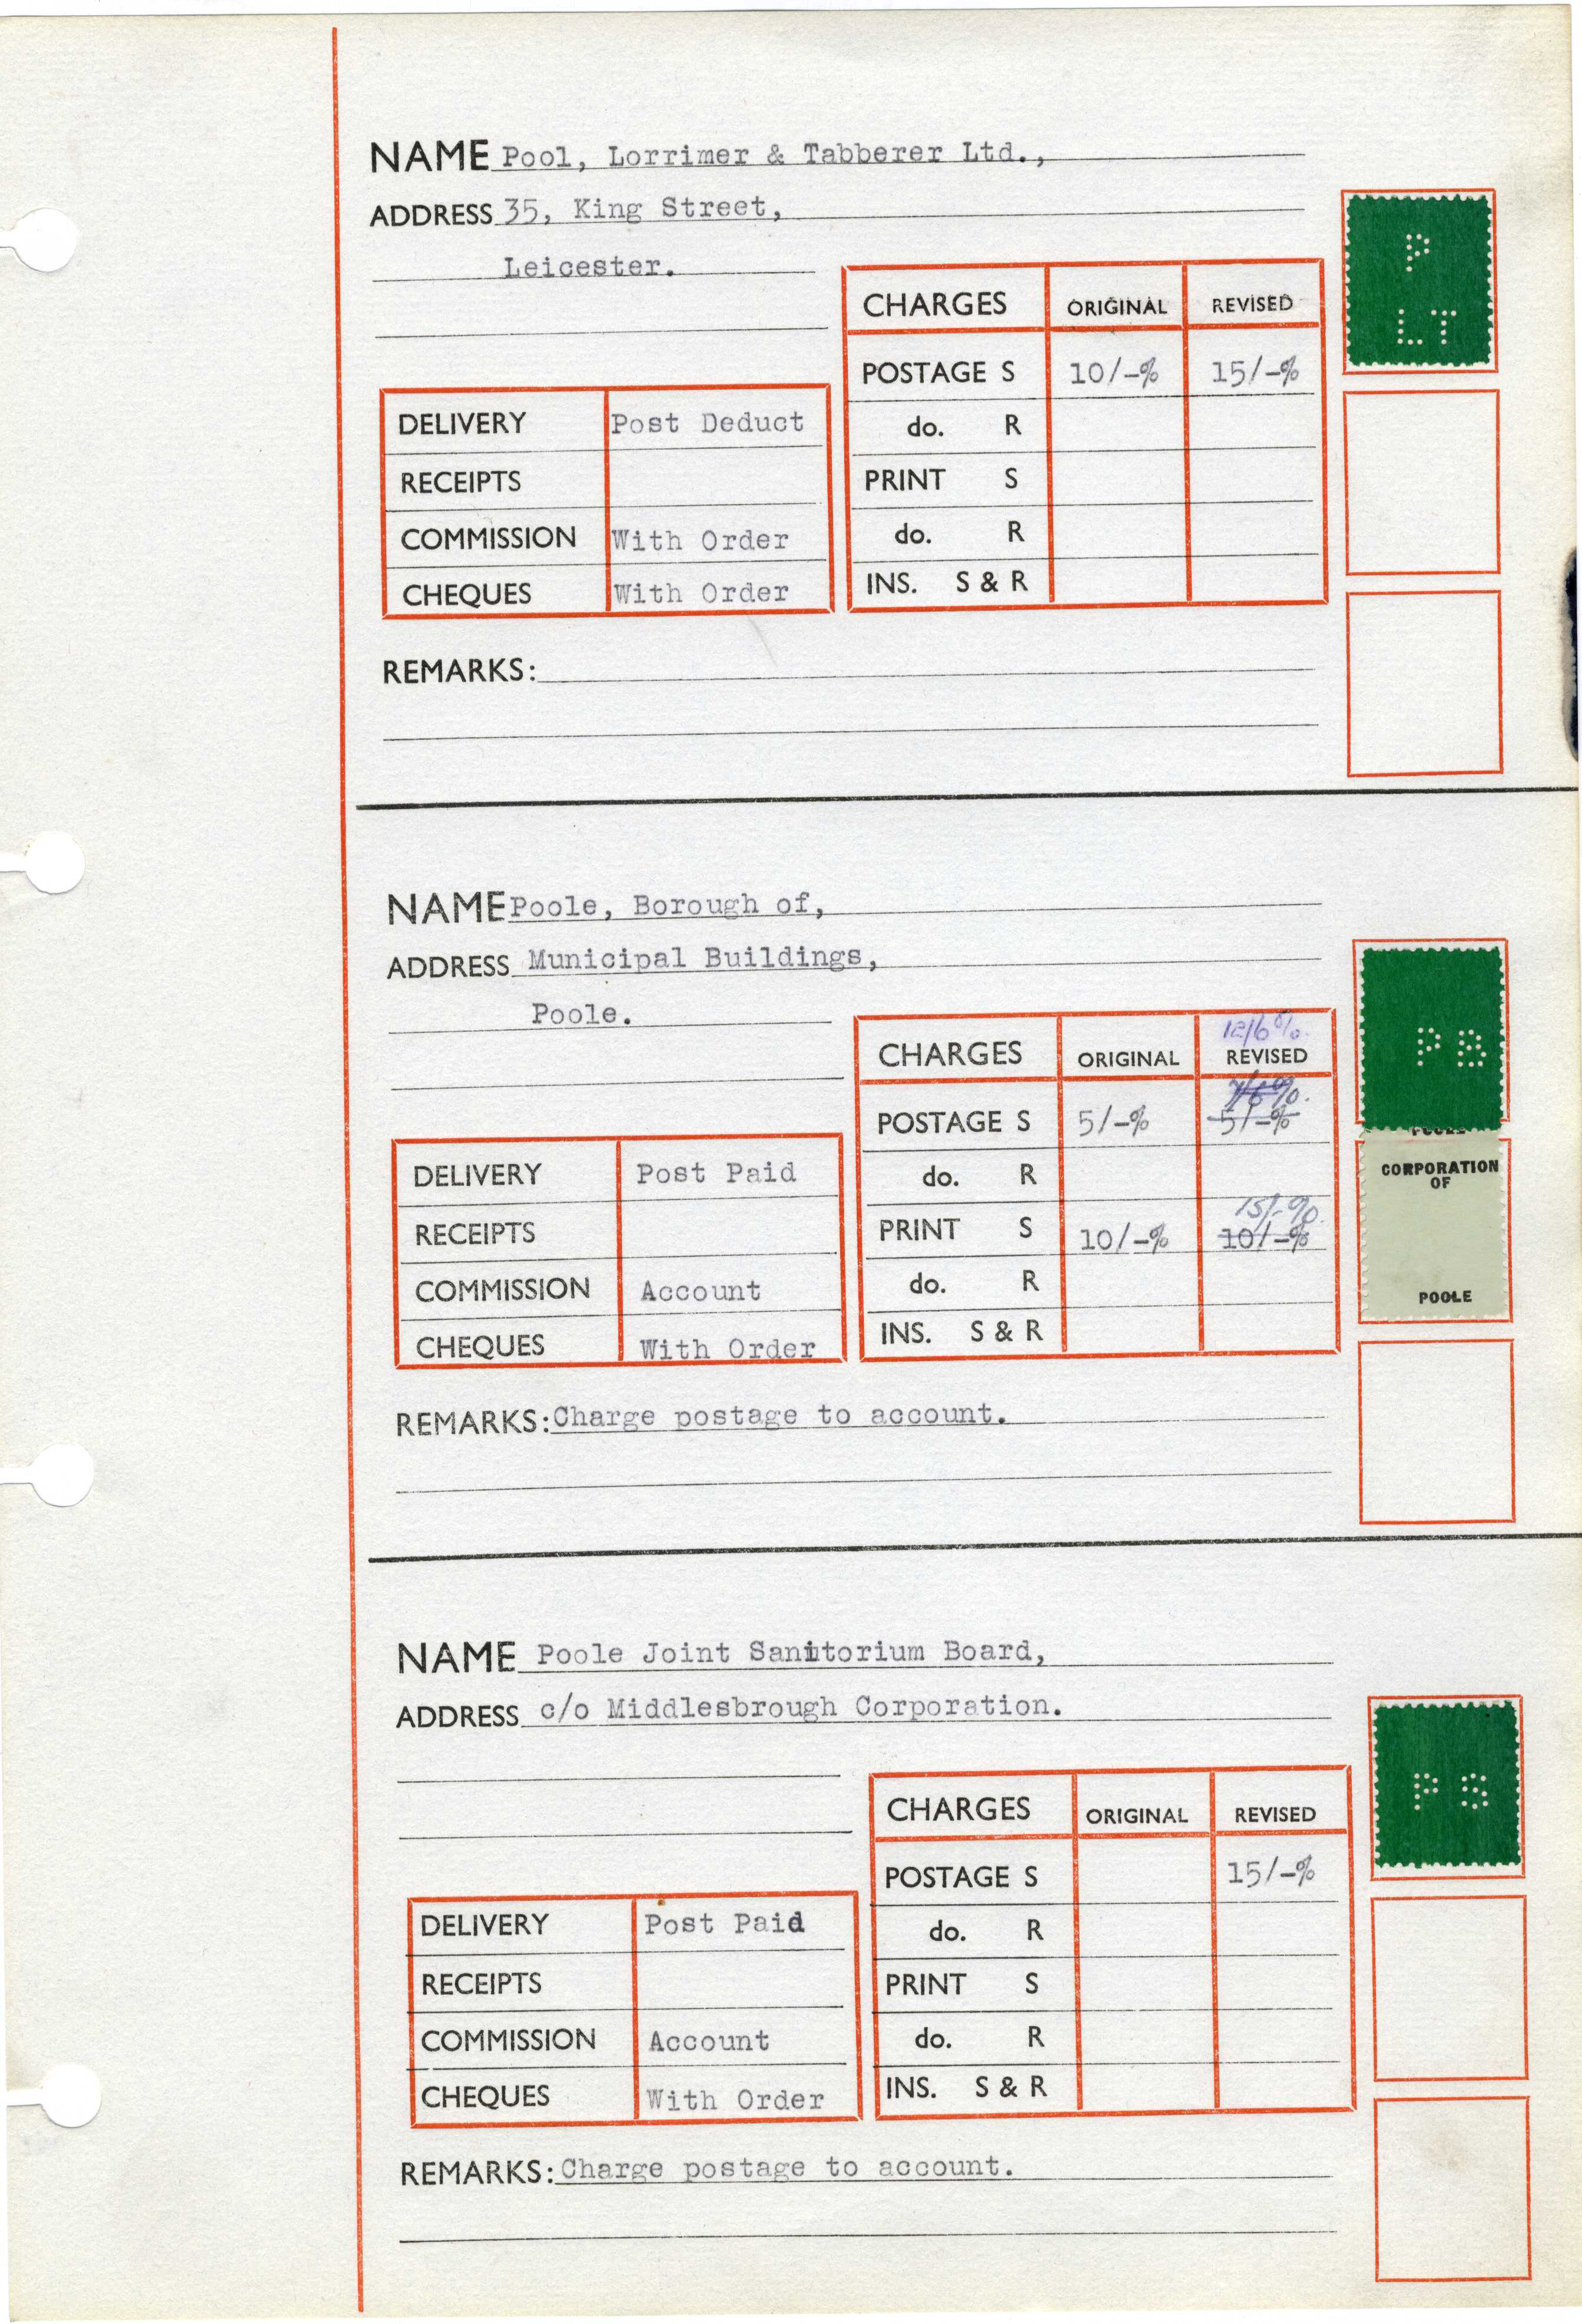 NAME Pool, Lorrimer & Tabberer Ltd.,
ADDRESS 35, King Street,
Leicester.
P
LT
CHARGES ORIGINAL REVISED
POSTAGE S 10/-% 15/-%
do. R
PRINT S
do. R
INS. S & R
DELIVERY Post Deduct
RECEIPTS
COMMISSION With Order
CHEQUES With Order
REMARKS:
NAME Poole, Borough of,
ADDRESS Municipal Buildings,
Poole.
P B
12/6%.
CHARGES ORIGINAL REVISED
7/6%.
POSTAGE S 5/-% 5/-%
do. R
15/-%.
PRINT S 10/-% 10/-%
do. R
INS. S & R
POOLE
CORPORATION
OF
POOLE
DELIVERY Post Paid
RECEIPTS
COMMISSION Account
CHEQUES With Order
REMARKS: Charge postage to account.
NAME Poole Joint Sanitorium Board,
ADDRESS c/o Middlesbrough Corporation.
P S
CHARGES ORIGINAL REVISED
POSTAGE S 15/-%
do. R
PRINT S
do. R
INS. S & R
DELIVERY Post Paid
RECEIPTS
COMMISSION Account
CHEQUES With Order
REMARKS: Charge postage to account.